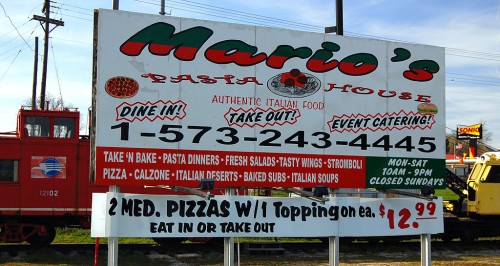 Mario's
PASTA HOUSE
AUTHENTIC ITALIAN FOOD
DINE IN!
TAKE OUT!
EVENT CATERING!
1-573-243-4445
TAKE 'N BAKE - PASTA DINNERS - FRESH SALADS - TASTY WINGS - STROMBOLI
PIZZA - CALZONE - ITALIAN DESERTS - BAKED SUBS - ITALIAN SOUPS
MON-SAT
10AM - 9PM
CLOSED SUNDAYS
2 MED. PIZZAS W/1 Topping on ea. $12.99
EAT IN OR TAKE OUT
12102
SONIC